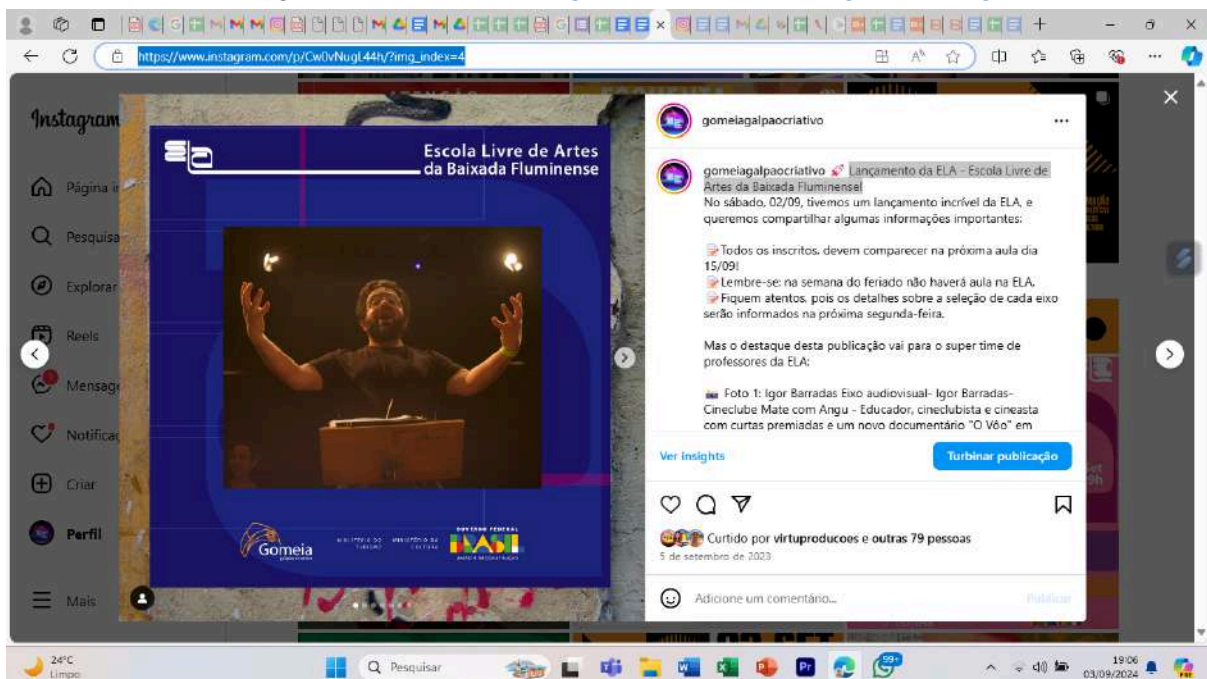 https://www.instagram.com/p/Cw0vNugL44h/?img_index=4
Instagram
Página in
Pesquisa
Explorar
Reels
Mensage
Notificaç
Criar
Perfil
Mais
Escola Livre de Artes
da Baixada Fluminense
Gomeia
GOVERNO FEDERAL
BRASIL
gomeiagalpaocriativo
gomeiagalpaocriativo 🚀 Lançamento da ELA - Escola Livre de
Artes da Baixada Fluminense!
No sábado, 02/09, tivemos um lançamento incrível da ELA, e
queremos compartilhar algumas informações importantes:
📝Todos os inscritos, devem comparecer na próxima aula dia
15/09!
📝Lembre-se: na semana do feriado não haverá aula na ELA.
📝Fiquem atentos, pois os detalhes sobre a seleção de cada eixo
serão informados na próxima segunda-feira.
Mas o destaque desta publicação vai para o super time de
professores da ELA:
📸 Foto 1: Igor Barradas Eixo audiovisual- Igor Barradas-
Cineclube Mate com Angu - Educador, cineclubista e cineasta
com curtas premiadas e um novo documentário "O Vôo" em
Ver insights
Turbinar publicação
Curtido por virtuproducoes e outras 79 pessoas
5 de setembro de 2023
Adicione um comentário...
Publicar
24°C
Limpo
Pesquisar
99+
19:06
03/09/2024